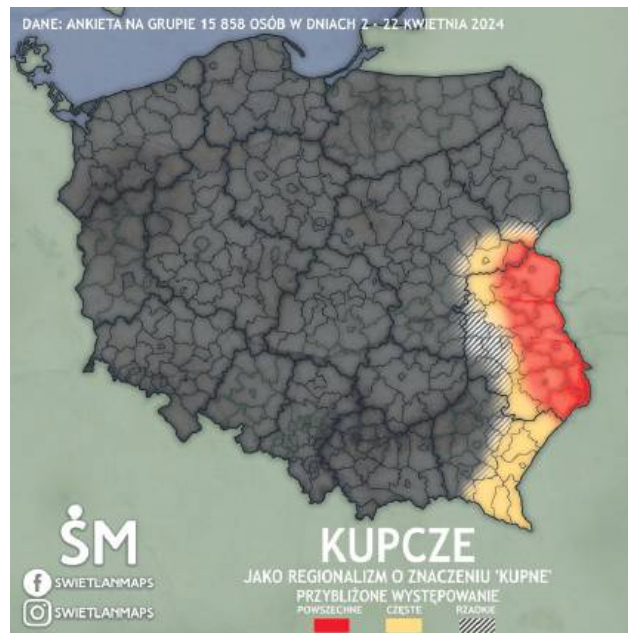 DANE: ANKIETA NA GRUPIE 15 858 OSÓB W DNIACH 2 - 22 KWIETNIA 2024
ŚM
SWIETLANMAPS
SWIETLANMAPS
KUPCZE
JAKO REGIONALIZM O ZNACZENIU 'KUPNE'
PRZYBLIŻONE WYSTĘPOWANIE
POWSZECHNE CZĘSTE RZADKIE